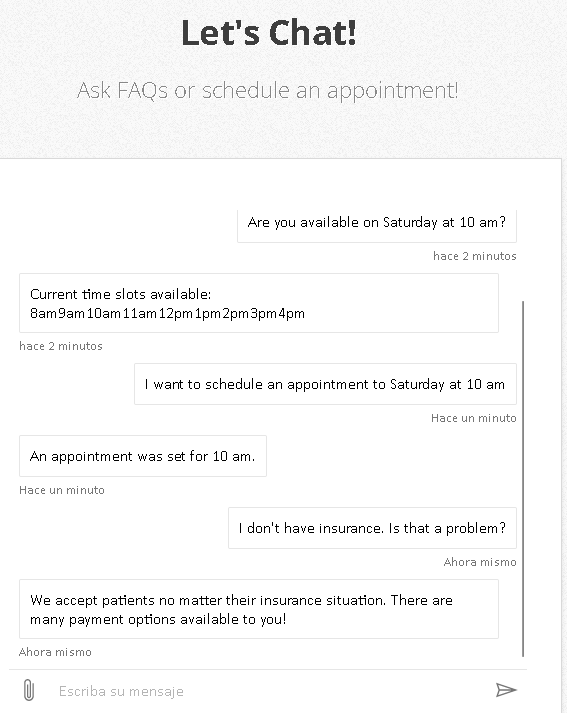 Let's Chat!
Ask FAQs or schedule an appointment!
Are you available on Saturday at 10 am?
hace 2 minutos
Current time slots available:
8am9am10am11am12pm1pm2pm3pm4pm
hace 2 minutos
I want to schedule an appointment to Saturday at 10 am
Hace un minuto
An appointment was set for 10 am.
Hace un minuto
I don't have insurance. Is that a problem?
Ahora mismo
We accept patients no matter their insurance situation. There are
many payment options available to you!
Ahora mismo
Escriba su mensaje